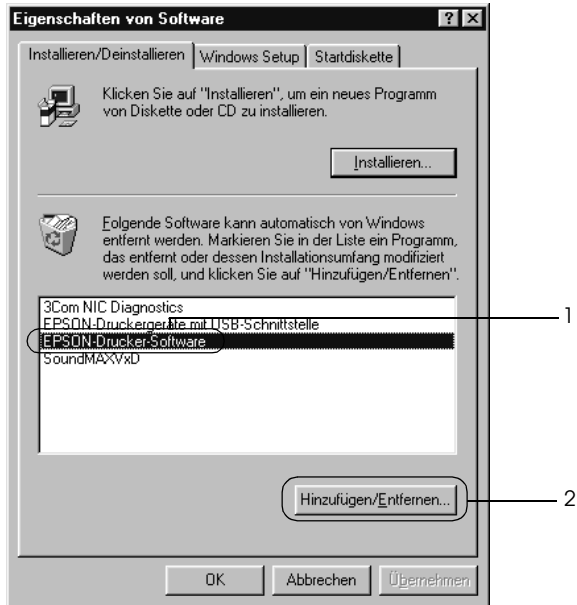 Eigenschaften von Software
? X
Installieren/Deinstallieren Windows Setup Startdiskette
Klicken Sie auf "Installieren", um ein neues Programm
von Diskette oder CD zu installieren.
Installieren...
Folgende Software kann automatisch von Windows
entfernt werden. Markieren Sie in der Liste ein Programm,
das entfernt oder dessen Installationsumfang modifiziert
werden soll, und klicken Sie auf "Hinzufügen/Entfernen".
3Com NIC Diagnostics
EPSON-Druckergeräte mit USB-Schnittstelle
1
EPSON-Drucker-Software
SoundMAXVxD
Hinzufügen/Entfernen...
2
OK Abbrechen Übernehmen